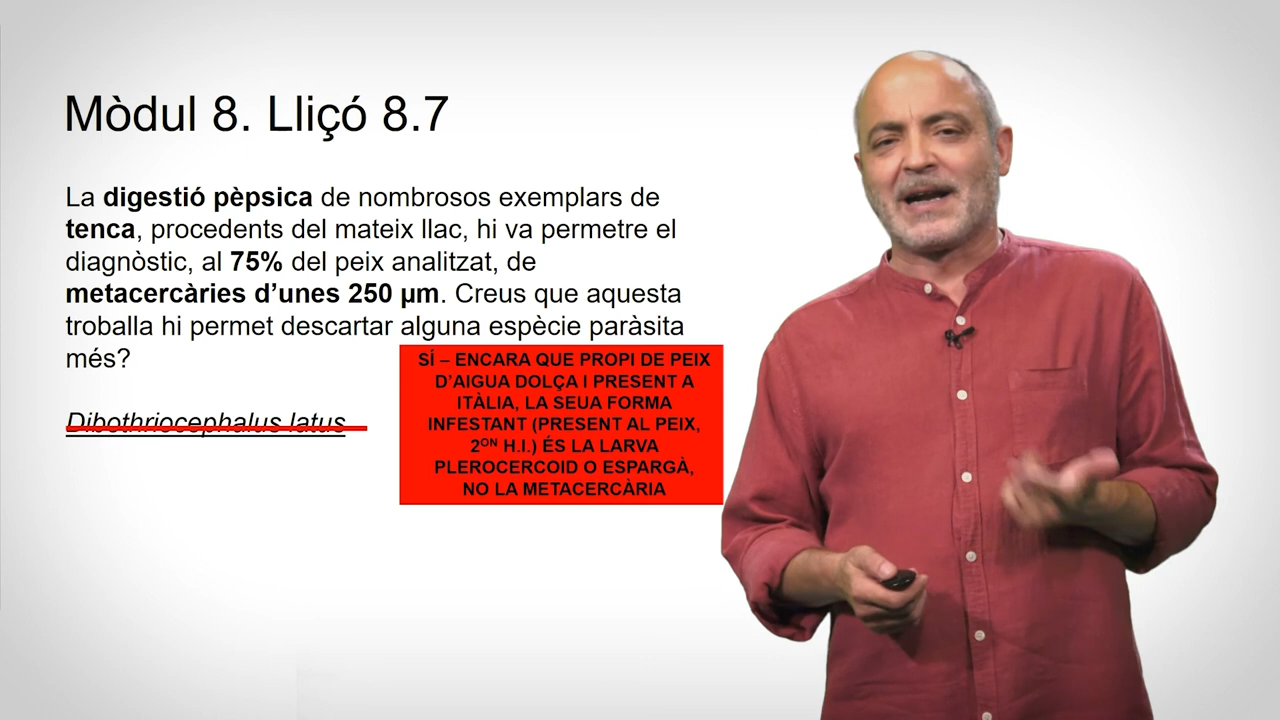 Mòdul 8. Lliçó 8.7
La digestió pèpsica de nombrosos exemplars de
tenca, procedents del mateix llac, hi va permetre el
diagnòstic, al 75% del peix analitzat, de
metacercàries d’unes 250 µm. Creus que aquesta
troballa hi permet descartar alguna espècie paràsita
més?
Dibothriocephalus latus
SÍ – ENCARA QUE PROPI DE PEIX
D’AIGUA DOLÇA I PRESENT A
ITÀLIA, LA SEUA FORMA
INFESTANT (PRESENT AL PEIX,
2ON H.I.) ÉS LA LARVA
PLEROCERCOID O ESPARGÀ,
NO LA METACERCÀRIA